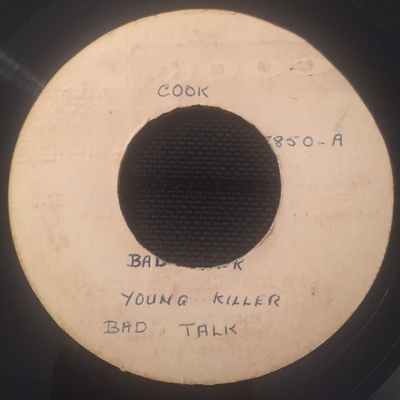 COOK
850-A
BAD
YOUNG KILLER
BAD. TALK